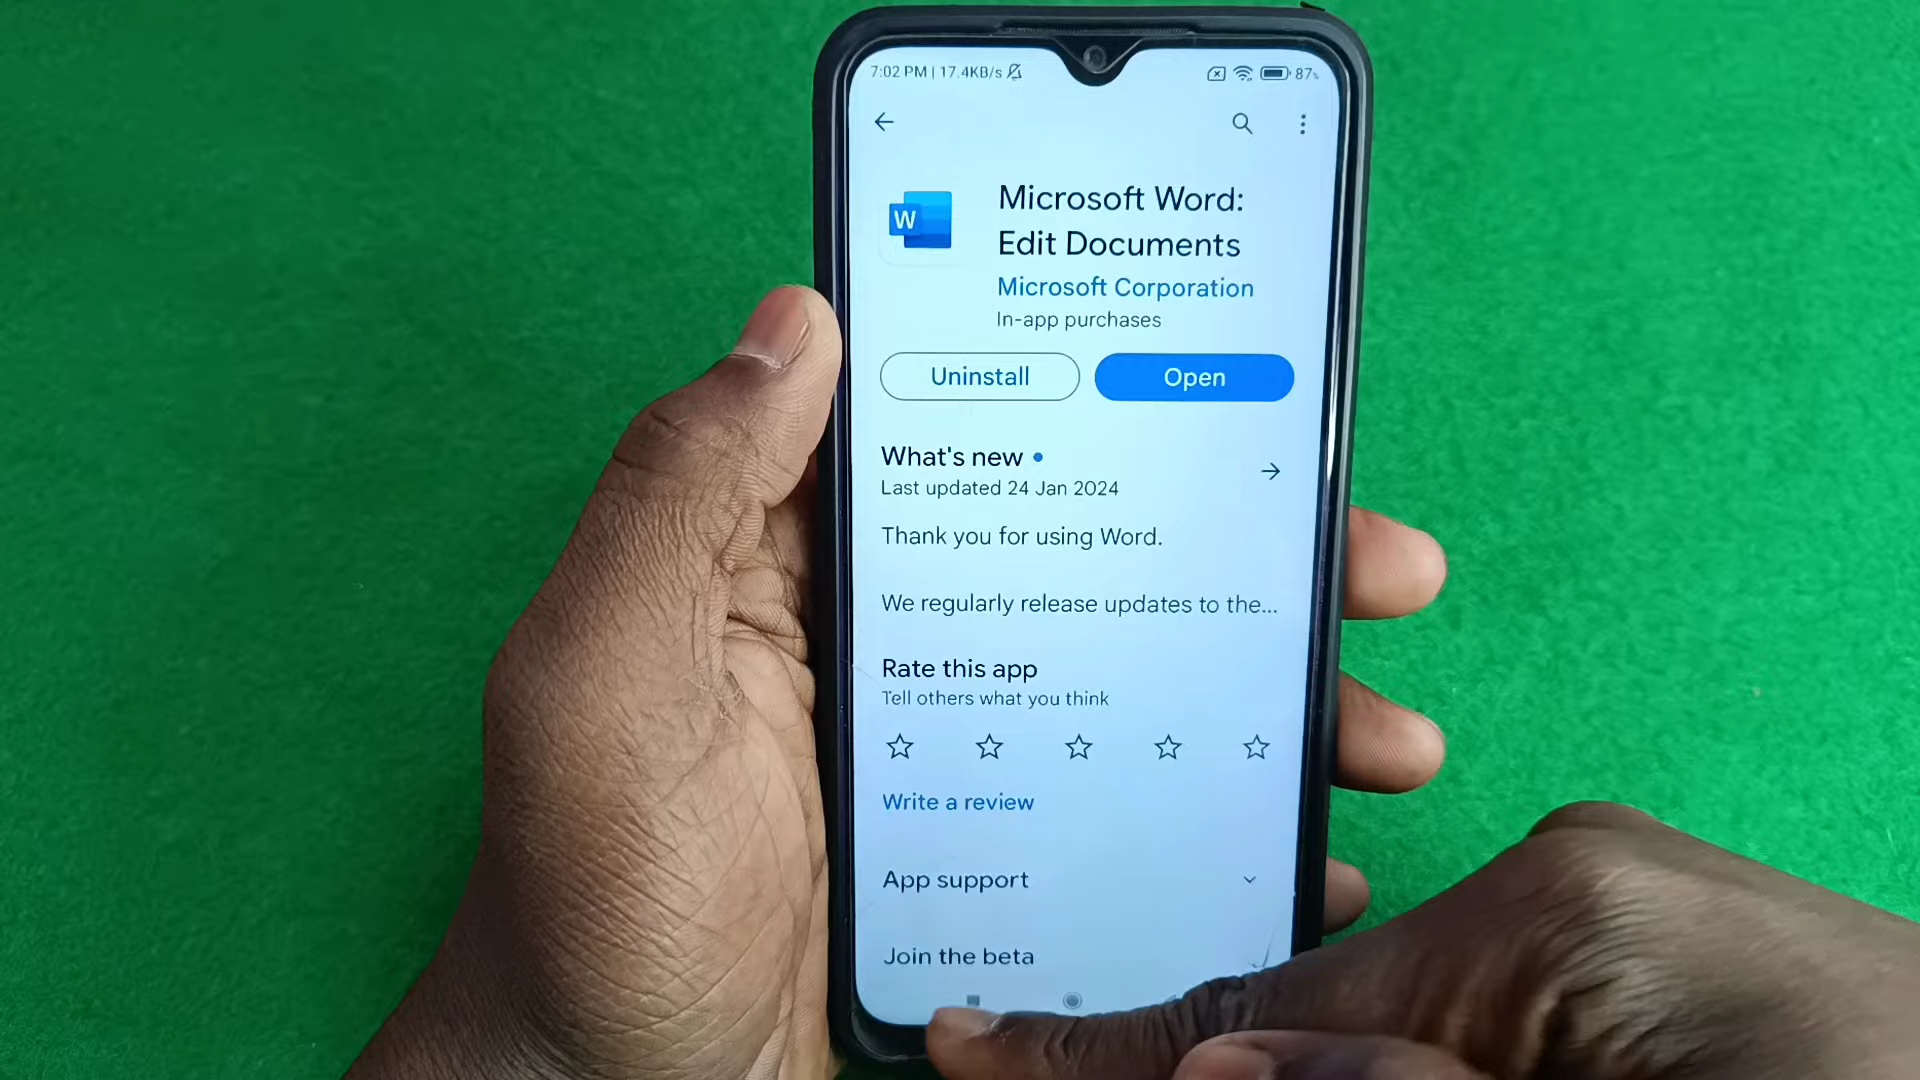 7:02 PM | 17.4KB/s
87%
W
Microsoft Word:
Edit Documents
Microsoft Corporation
In-app purchases
Uninstall
Open
What's new
Last updated 24 Jan 2024
Thank you for using Word.
We regularly release updates to the...
Rate this app
Tell others what you think
Write a review
App support
Join the beta